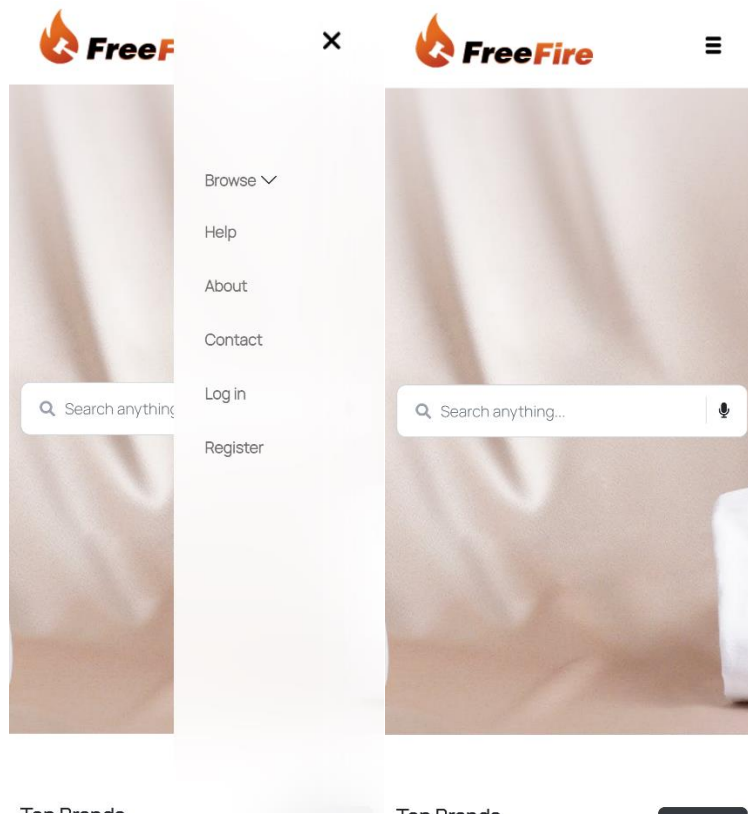 FreeF
Browse
Help
About
Contact
Log in
Register
Search anything
Top Brands
FreeFire
Search anything...
Top Brands